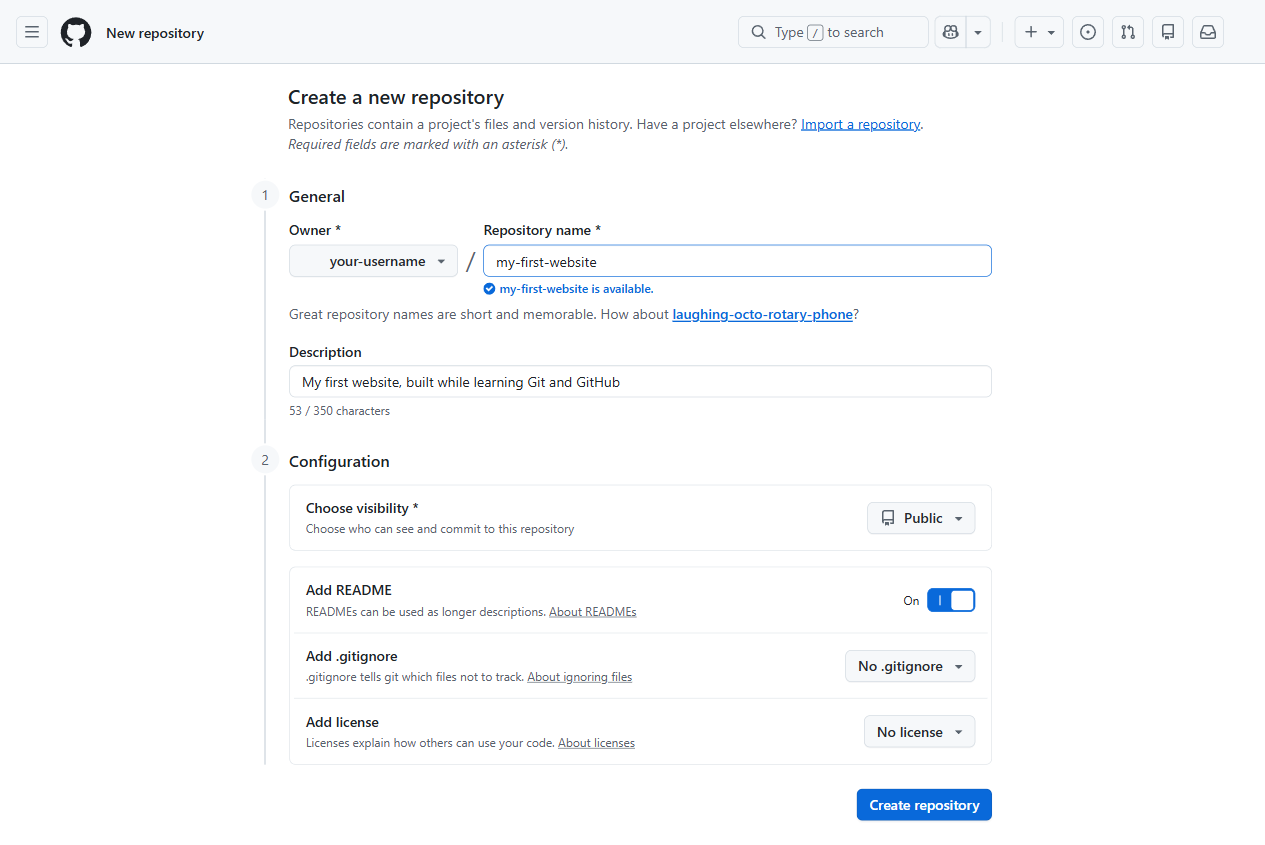 New repository
Type / to search
Create a new repository
Repositories contain a project's files and version history. Have a project elsewhere? Import a repository.
Required fields are marked with an asterisk (*).
1 General
Owner *
Repository name *
your-username / my-first-website
my-first-website is available.
Great repository names are short and memorable. How about laughing-octo-rotary-phone?
Description
My first website, built while learning Git and GitHub
53 / 350 characters
2 Configuration
Choose visibility *
Choose who can see and commit to this repository
Public
Add README
READMEs can be used as longer descriptions. About READMEs
On
Add .gitignore
.gitignore tells git which files not to track. About ignoring files
No .gitignore
Add license
Licenses explain how others can use your code. About licenses
No license
Create repository